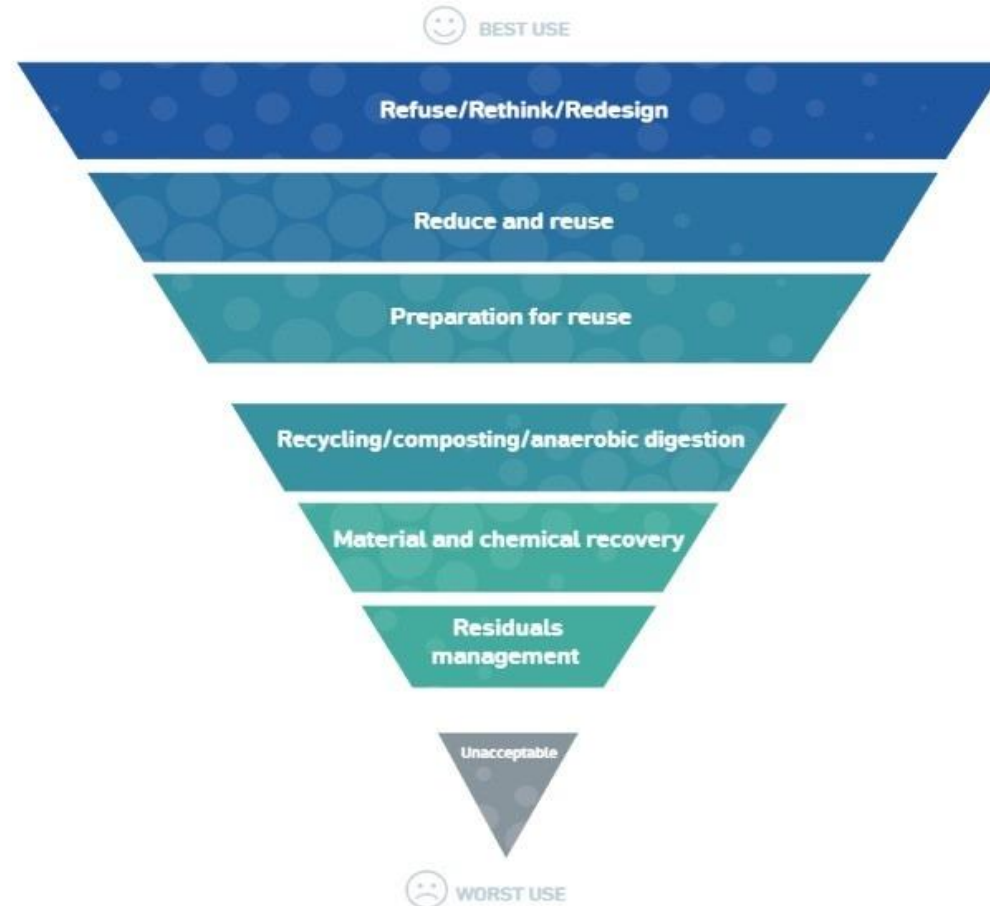 BEST USE
Refuse/Rethink/Redesign
Reduce and reuse
Preparation for reuse
Recycling/composting/anaerobic digestion
Material and chemical recovery
Residuals
management
Unacceptable
WORST USE